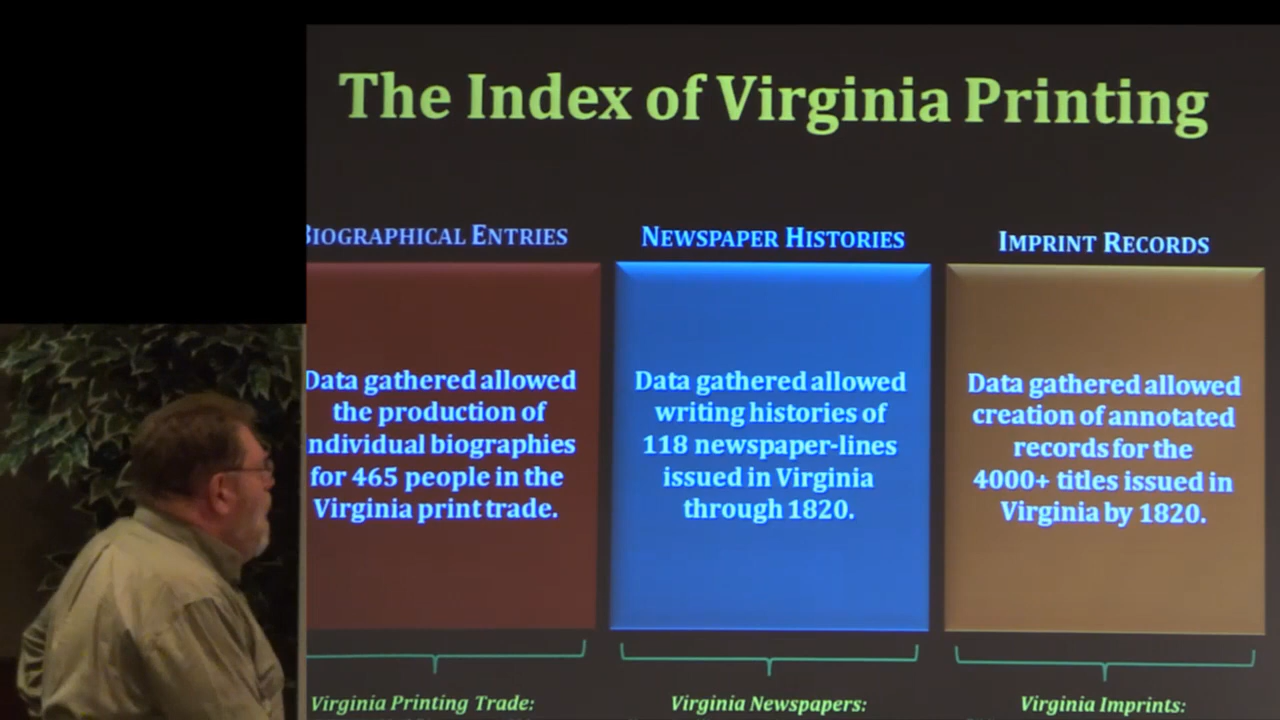 The Index of Virginia Printing
BIOGRAPHICAL ENTRIES
Data gathered allowed
the production of
individual biographies
for 465 people in the
Virginia print trade.
Virginia Printing Trade:
NEWSPAPER HISTORIES
Data gathered allowed
writing histories of
118 newspaper-lines
issued in Virginia
through 1820.
Virginia Newspapers:
IMPRINT RECORDS
Data gathered allowed
creation of annotated
records for the
4000+ titles issued in
Virginia by 1820.
Virginia Imprints: